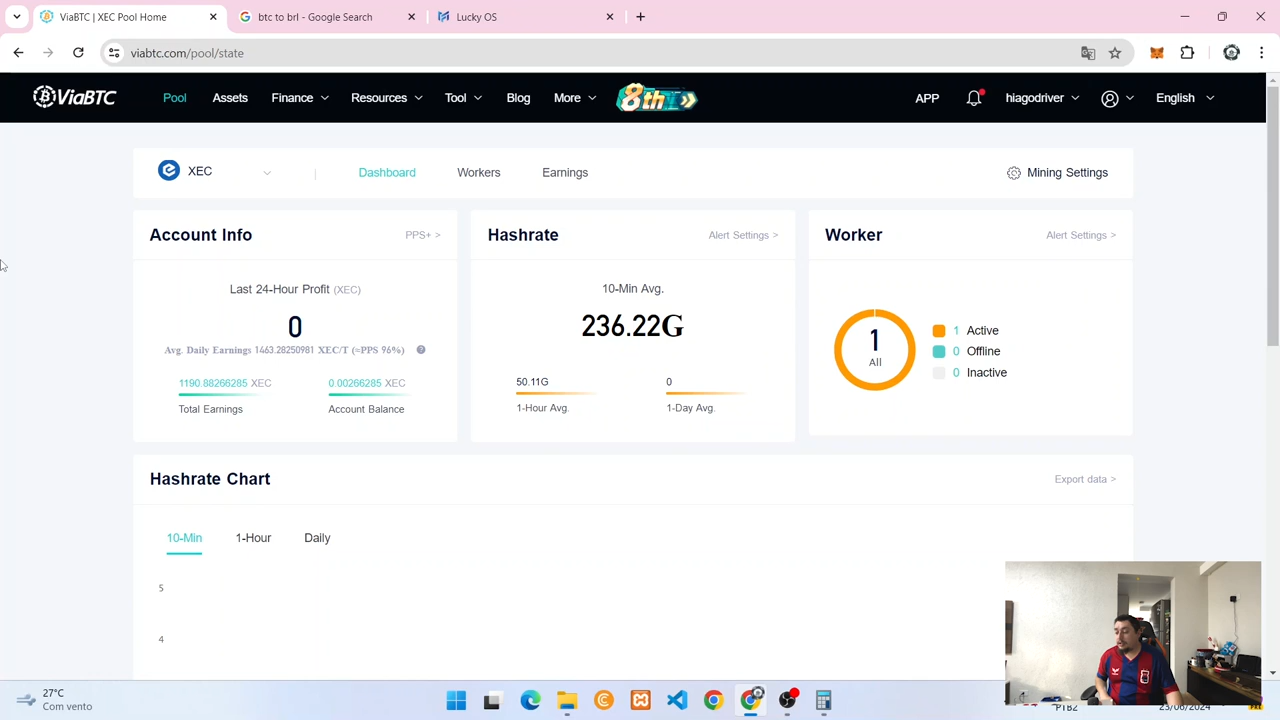 ViaBTC | XEC Pool Home
btc to brl - Google Search
Lucky OS
viabtc.com/pool/state
ViaBTC
Pool
Assets
Finance
Resources
Tool
Blog
More
8th
APP
hiagodriver
English
XEC
Dashboard
Workers
Earnings
Mining Settings
Account Info
PPS+ >
Last 24-Hour Profit (XEC)
0
Avg. Daily Earnings 1463.28250981 XEC/T (≈PPS 96%)
1190.88266285 XEC
Total Earnings
0.00266285 XEC
Account Balance
Hashrate
Alert Settings >
10-Min Avg.
236.22G
50.11G
1-Hour Avg.
0
1-Day Avg.
Worker
Alert Settings >
1
All
1 Active
0 Offline
0 Inactive
Hashrate Chart
Export data >
10-Min
1-Hour
Daily
5
4
27°C
Com vento
PTB2
23/06/2024